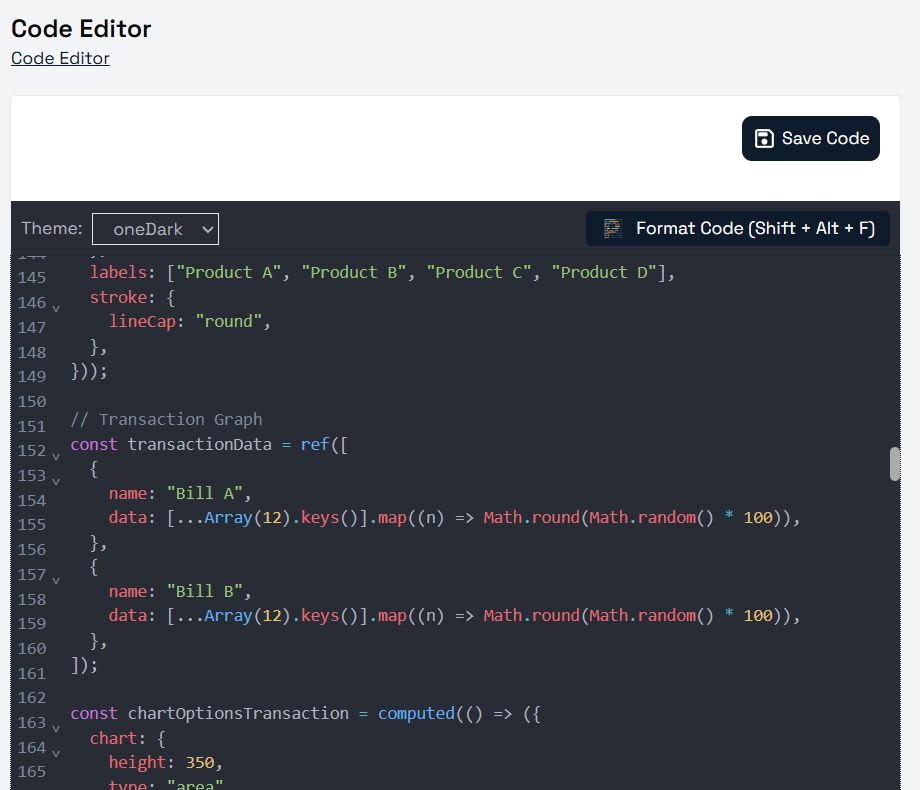 Code Editor
Code Editor
Save Code
Theme: oneDark
Format Code (Shift + Alt + F)
144 },
145 labels: ["Product A", "Product B", "Product C", "Product D"],
146 stroke: {
147 lineCap: "round",
148 },
149 }));
150
151 // Transaction Graph
152 const transactionData = ref([
153 {
154 name: "Bill A",
155 data: [...Array(12).keys()].map((n) => Math.round(Math.random() * 100)),
156 },
157 {
158 name: "Bill B",
159 data: [...Array(12).keys()].map((n) => Math.round(Math.random() * 100)),
160 },
161 ]);
162
163 const chartOptionsTransaction = computed(() => ({
164 chart: {
165 height: 350,
type: "area"